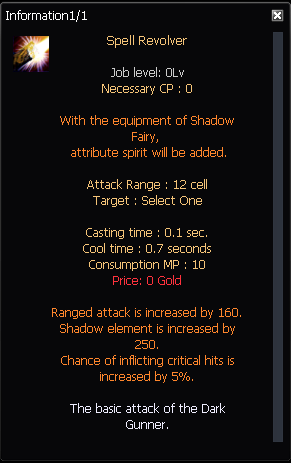 Information1/1
Spell Revolver
Job level: 0Lv
Necessary CP : 0
With the equipment of Shadow
Fairy,
attribute spirit will be added.
Attack Range : 12 cell
Target : Select One
Casting time : 0.1 sec.
Cool time : 0.7 seconds
Consumption MP : 10
Price: 0 Gold
Ranged attack is increased by 160.
Shadow element is increased by
250.
Chance of inflicting critical hits is
increased by 5%.
The basic attack of the Dark
Gunner.